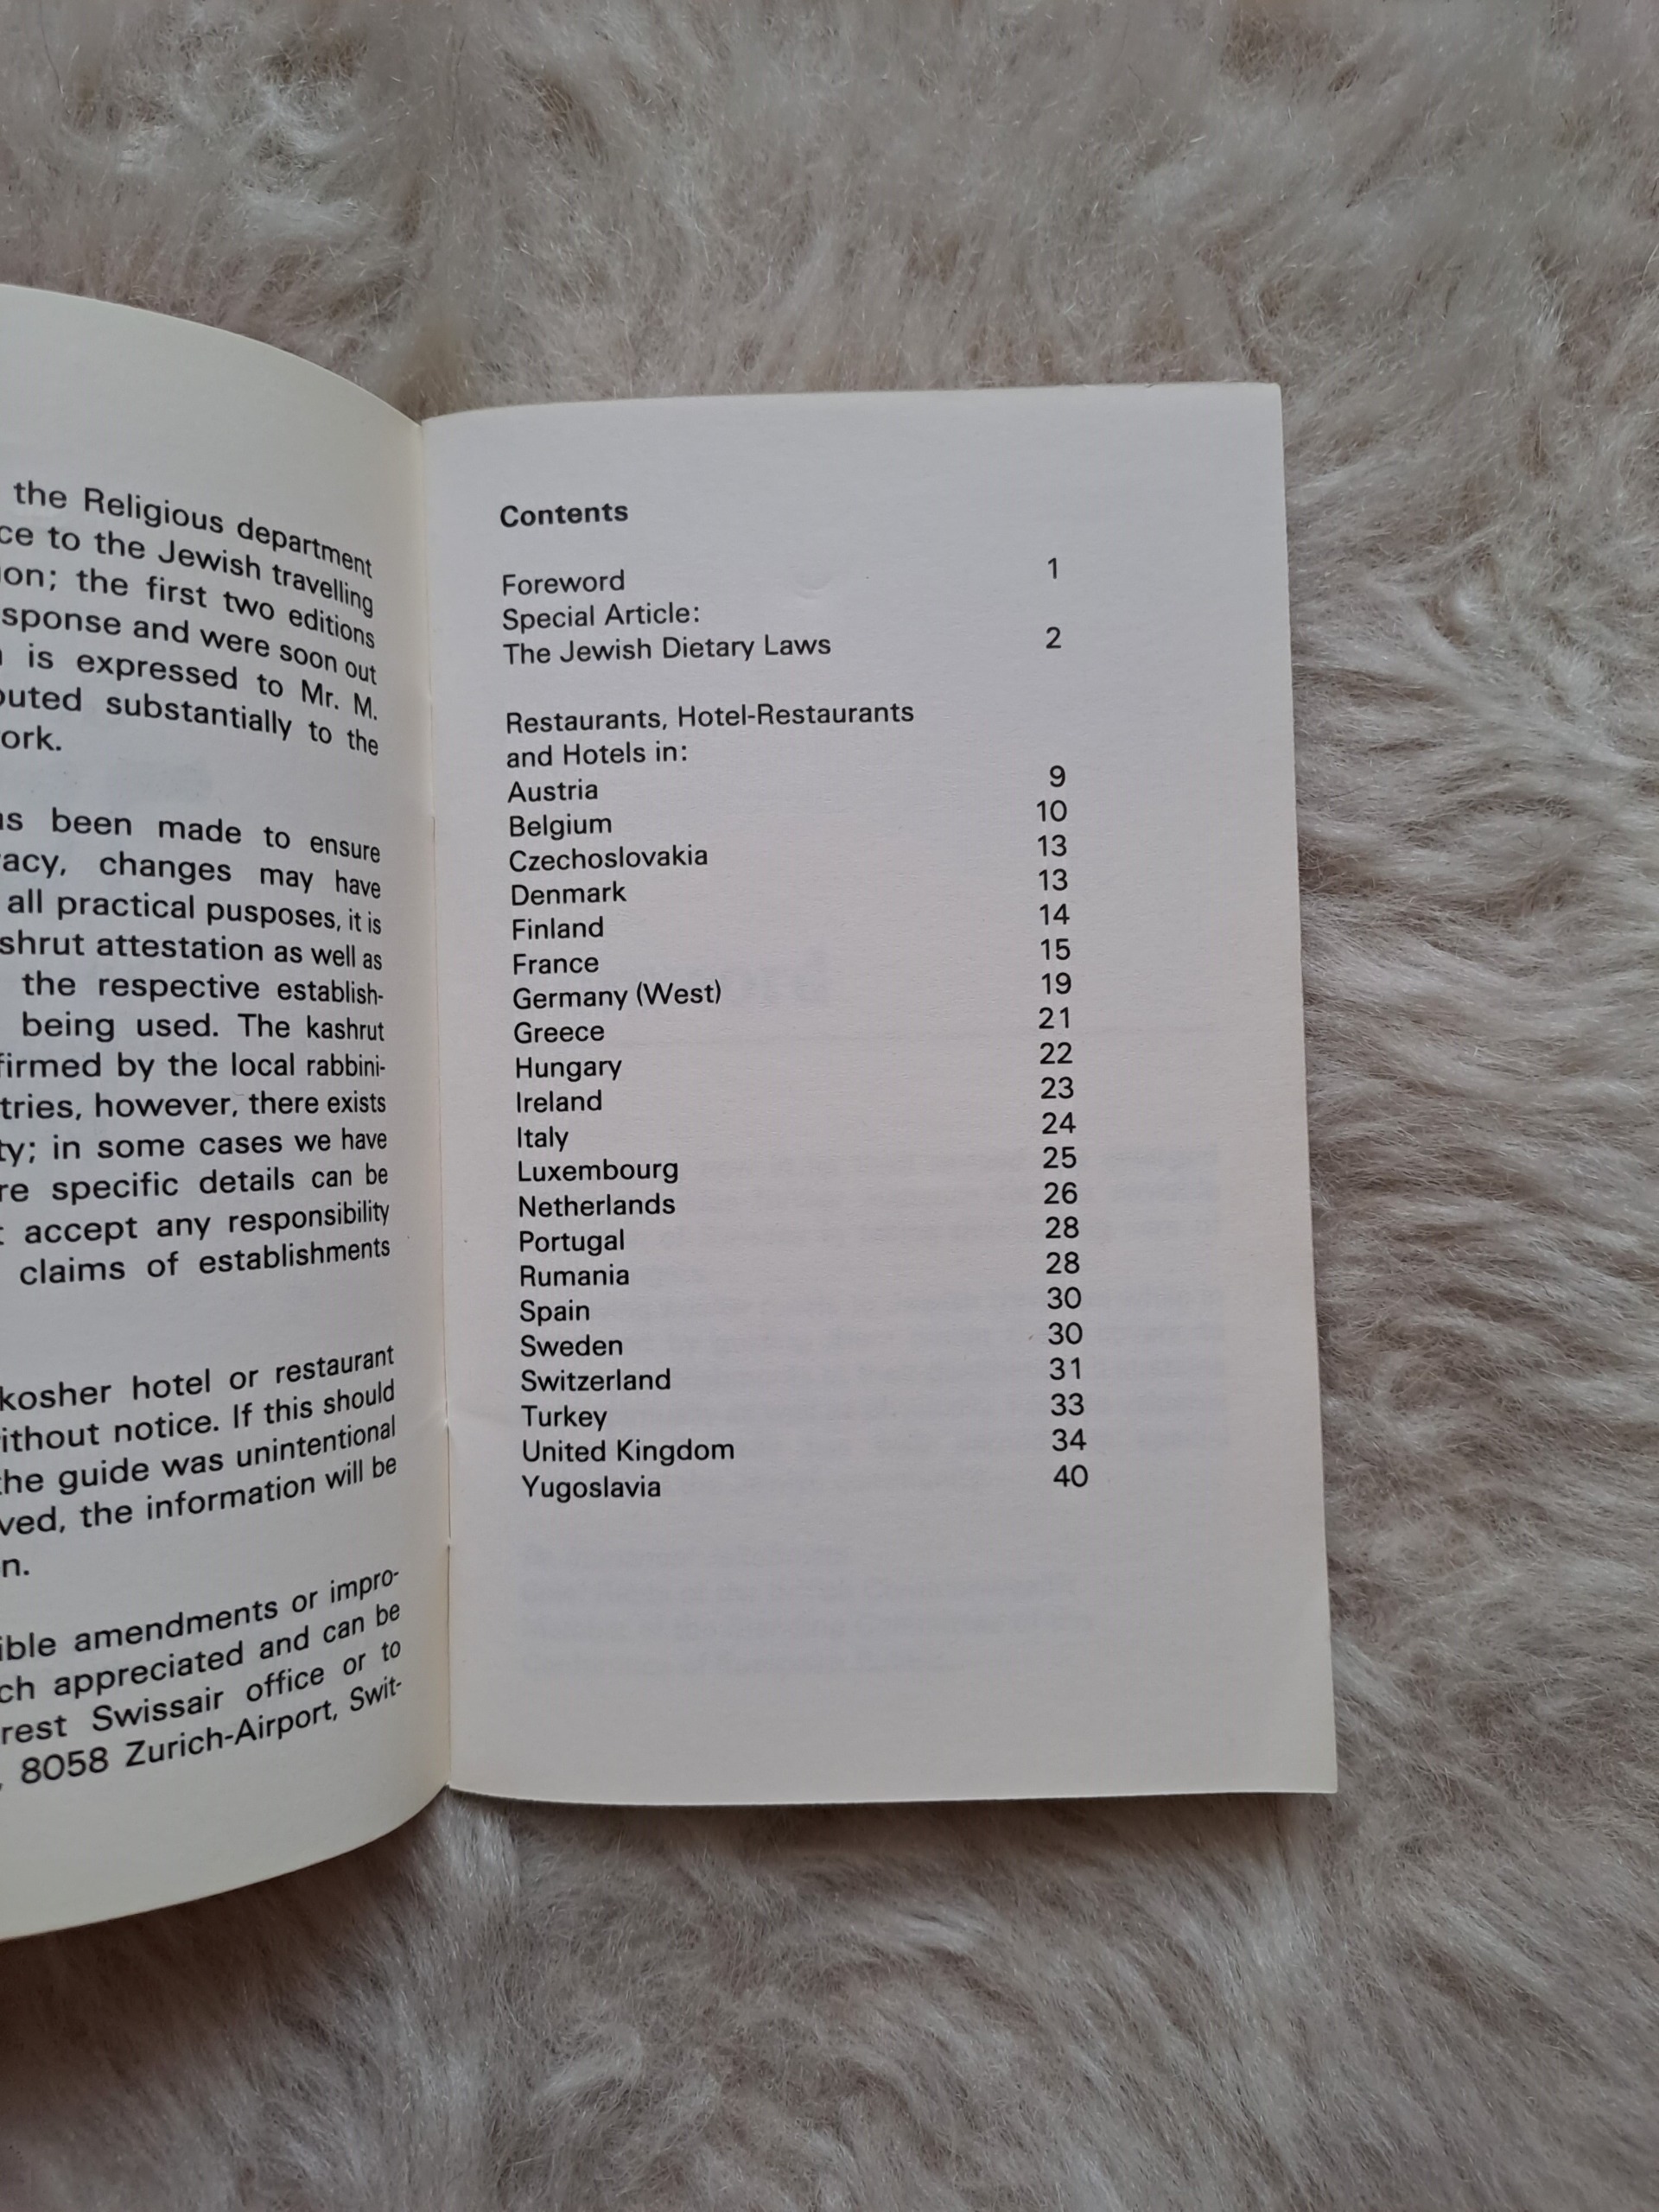 the Religious department
ce to the Jewish travelling
on; the first two editions
sponse and were soon out
is expressed to Mr. M.
buted substantially to the
ork.
as been made to ensure
racy, changes may have
all practical pusposes, it is
shrut attestation as well as
the respective establish-
being used. The kashrut
firmed by the local rabbini-
tries, however, there exists
ty; in some cases we have
re specific details can be
t accept any responsibility
claims of establishments
kosher hotel or restaurant
ithout notice. If this should
the guide was unintentional
ved, the information will be
n.
ible amendments or impro-
ch appreciated and can be
rest Swissair office or to
, 8058 Zurich-Airport, Swit-
Contents
Foreword 1
Special Article:
The Jewish Dietary Laws 2
Restaurants, Hotel-Restaurants
and Hotels in:
Austria 9
Belgium 10
Czechoslovakia 13
Denmark 13
Finland 14
France 15
Germany (West) 19
Greece 21
Hungary 22
Ireland 23
Italy 24
Luxembourg 25
Netherlands 26
Portugal 28
Rumania 28
Spain 30
Sweden 30
Switzerland 31
Turkey 33
United Kingdom 34
Yugoslavia 40